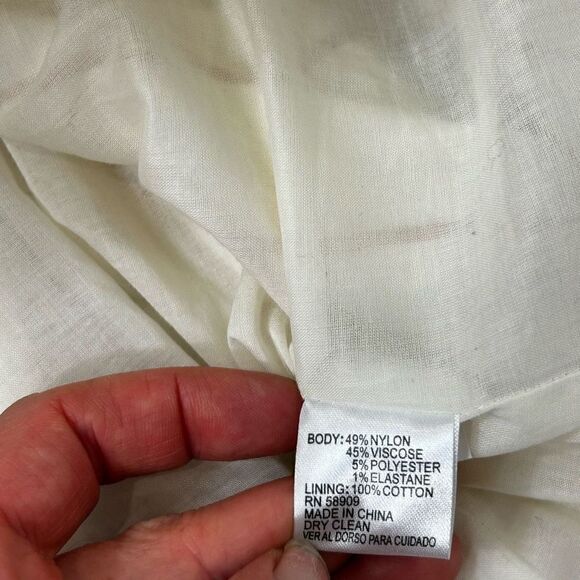 BODY: 49% NYLON
45% VISCOSE
5% POLYESTER
1% ELASTANE
LINING: 100% COTTON
RN 58909
MADE IN CHINA
DRY CLEAN
VER AL DORSO PARA CUIDADO